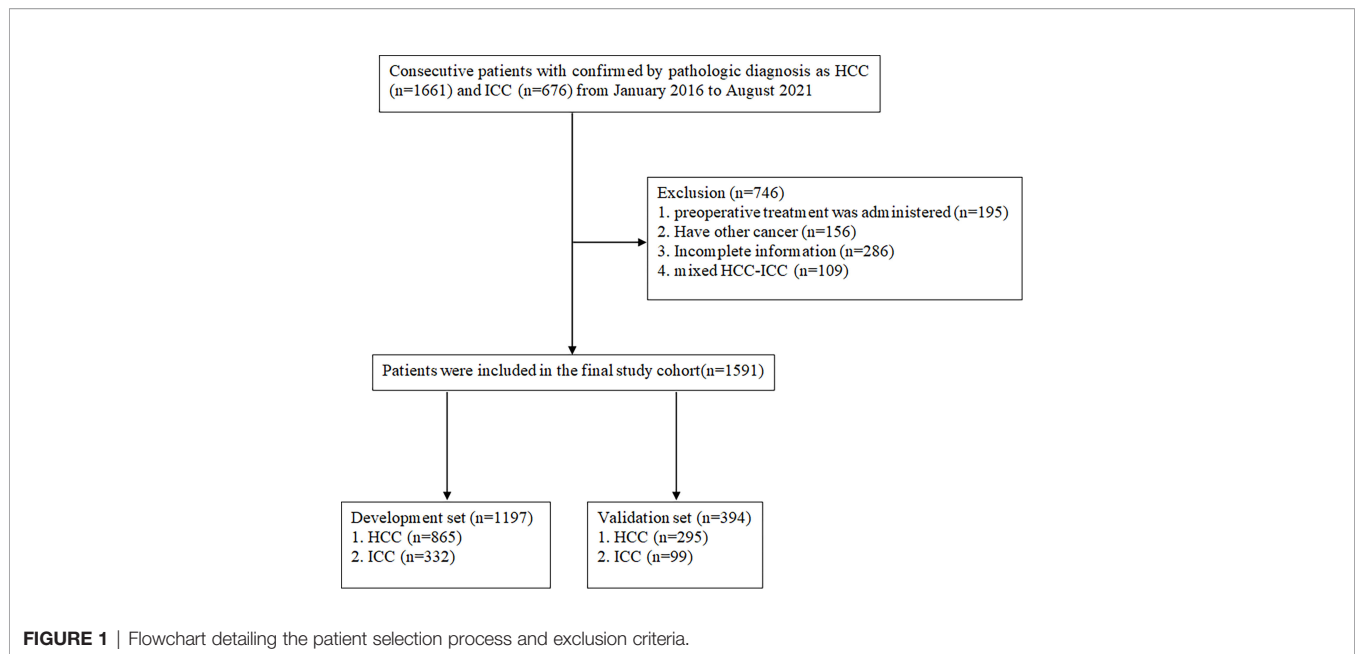 Consecutive patients with confirmed by pathologic diagnosis as HCC
(n=1661) and ICC (n=676) from January 2016 to August 2021
Exclusion (n=746)
1. preoperative treatment was administered (n=195)
2. Have other cancer (n=156)
3. Incomplete information (n=286)
4. mixed HCC-ICC (n=109)
Patients were included in the final study cohort(n=1591)
Development set (n=1197)
1. HCC (n=865)
2. ICC (n=332)
Validation set (n=394)
1. HCC (n=295)
2. ICC (n=99)
FIGURE 1 | Flowchart detailing the patient selection process and exclusion criteria.